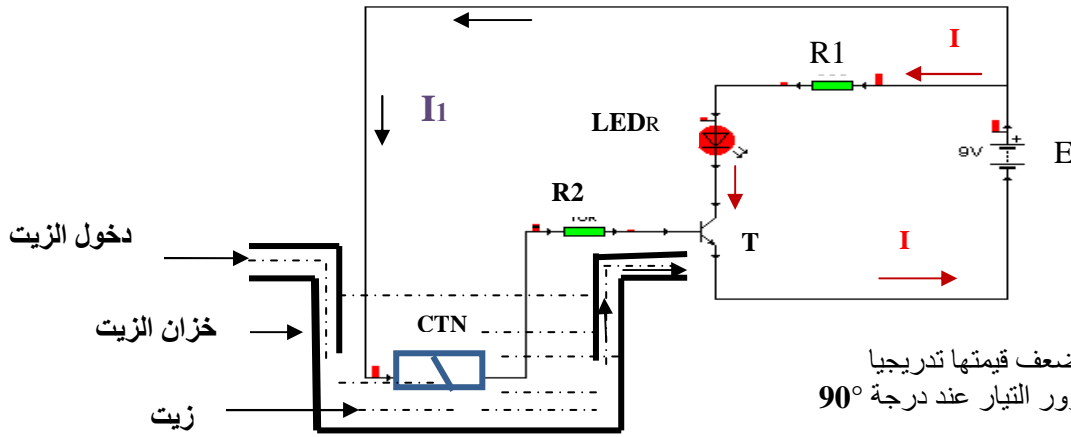 I
R1
I1
LEDR
9V
+
E
R2
T
I
دخول الزيت
خزان الزيت
CTN
زيت
ضعف قيمتها تدريجيا
ور التيار عند درجة 90°